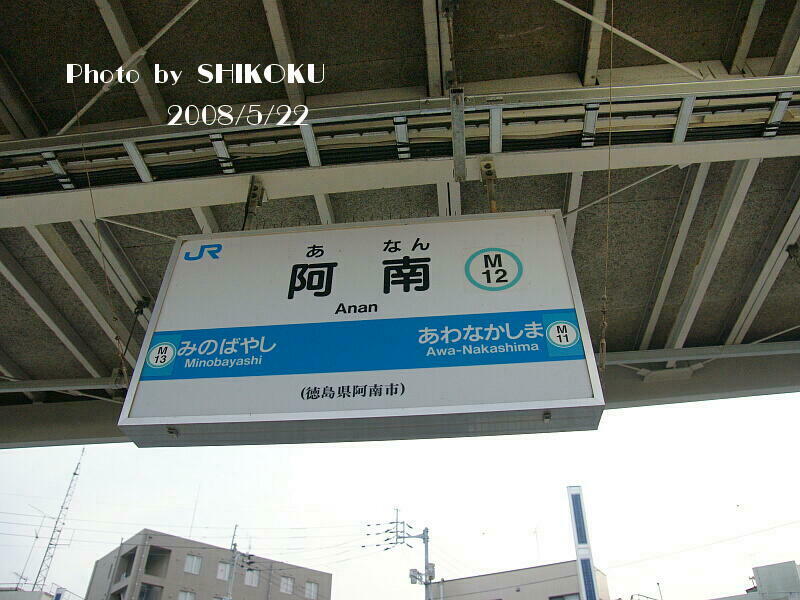 Photo by SHIKOKU
2008/5/22
JR
あ なん
阿 南
M
12
Anan
M
13
みのばやし
Minobayashi
あわなかしま
Awa-Nakashima
M
11
(徳島県阿南市)